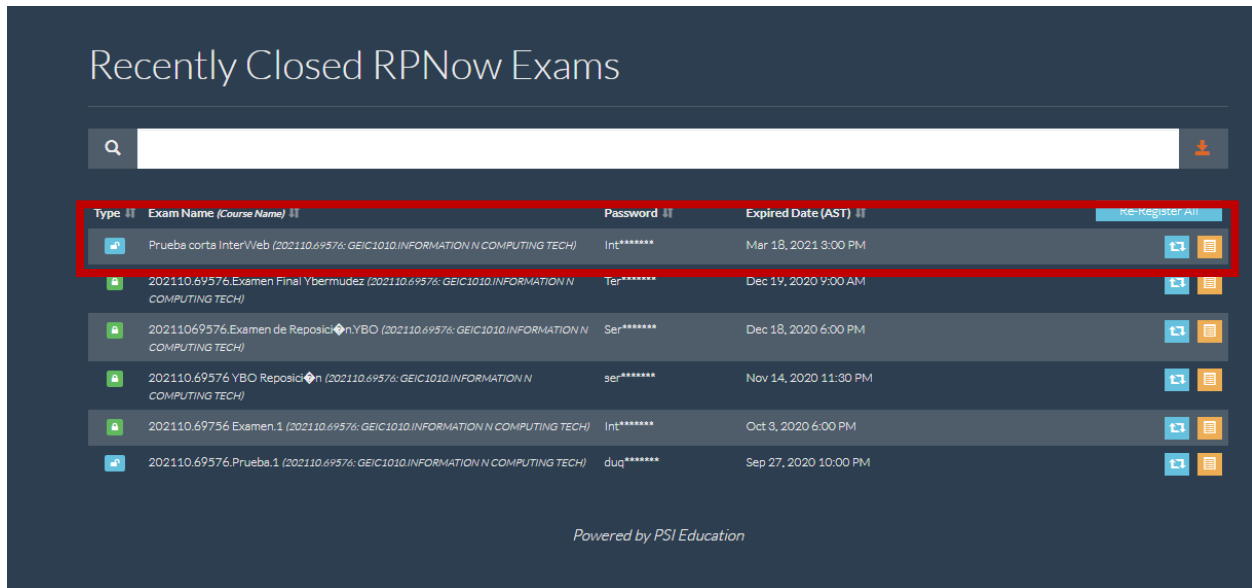 Recently Closed RPNow Exams
Type Exam Name (Course Name) Password Expired Date (AST) Re-Register All
Prueba corta InterWeb (202110.69576: GEIC1010.INFORMATION N COMPUTING TECH) Int******* Mar 18, 2021 3:00 PM
202110.69576.Examen Final Ybermudez (202110.69576: GEIC1010.INFORMATION N Ter******* Dec 19, 2020 9:00 AM
COMPUTING TECH)
20211069576.Examen de Reposici�n.YBO (202110.69576: GEIC1010.INFORMATION N Ser******* Dec 18, 2020 6:00 PM
COMPUTING TECH)
202110.69576 YBO Reposici�n (202110.69576: GEIC1010.INFORMATION N ser******* Nov 14, 2020 11:30 PM
COMPUTING TECH)
202110.69756 Examen.1 (202110.69576: GEIC1010.INFORMATION N COMPUTING TECH) Int******* Oct 3, 2020 6:00 PM
202110.69576.Prueba.1 (202110.69576: GEIC1010.INFORMATION N COMPUTING TECH) duq******* Sep 27, 2020 10:00 PM
Powered by PSI Education